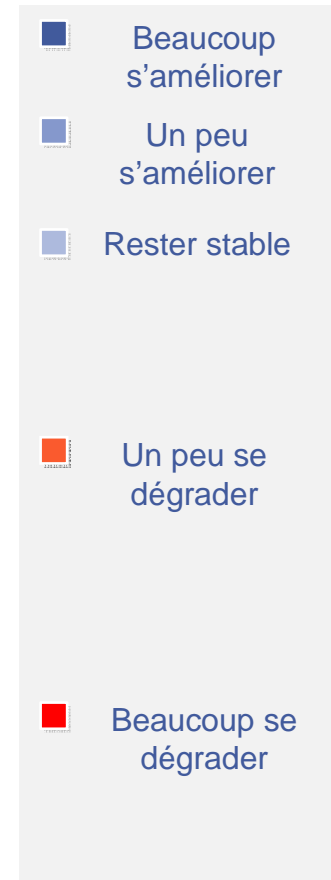 Beaucoup
s’améliorer
Un peu
s’améliorer
Rester stable
Un peu se
dégrader
Beaucoup se
dégrader